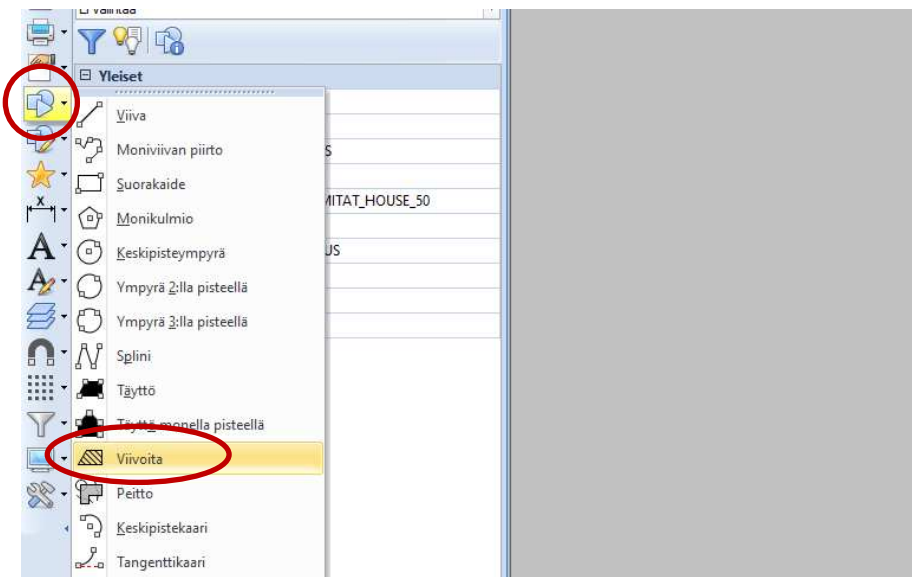 Valintaa
Yleiset
Viiva
Moniviivan piirto
S
Suorakaide
MITAT_HOUSE_50
Monikulmio
Keskipisteympyrä
US
Ympyrä 2:lla pisteellä
Ympyrä 3:lla pisteellä
Splini
Täyttö
Täyttö monella pisteellä
Viivoita
Peitto
Keskipistekaari
Tangenttikaari